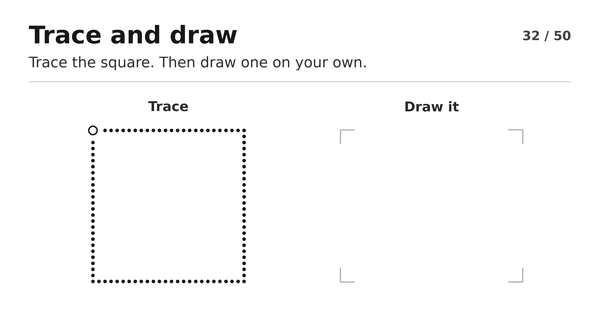 Trace and draw
32 / 50
Trace the square. Then draw one on your own.
Trace
Draw it